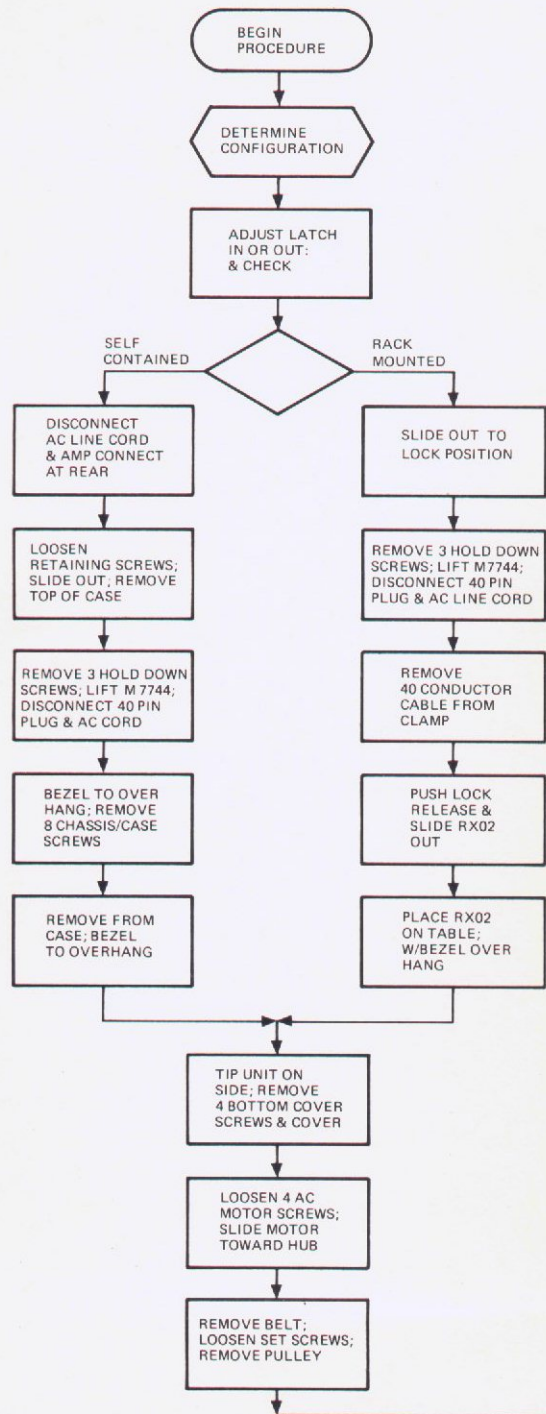 BEGIN
PROCEDURE
DETERMINE
CONFIGURATION
ADJUST LATCH
IN OR OUT:
& CHECK
SELF
CONTAINED
RACK
MOUNTED
DISCONNECT
AC LINE CORD
& AMP CONNECT
AT REAR
LOOSEN
RETAINING SCREWS;
SLIDE OUT; REMOVE
TOP OF CASE
REMOVE 3 HOLD DOWN
SCREWS; LIFT M 7744;
DISCONNECT 40 PIN
PLUG & AC CORD
BEZEL TO OVER
HANG; REMOVE
8 CHASSIS/CASE
SCREWS
REMOVE FROM
CASE; BEZEL
TO OVERHANG
SLIDE OUT TO
LOCK POSITION
REMOVE 3 HOLD DOWN
SCREWS; LIFT M7744;
DISCONNECT 40 PIN
PLUG & AC LINE CORD
REMOVE
40 CONDUCTOR
CABLE FROM
CLAMP
PUSH LOCK
RELEASE &
SLIDE RX02
OUT
PLACE RX02
ON TABLE;
W/BEZEL OVER
HANG
TIP UNIT ON
SIDE; REMOVE
4 BOTTOM COVER
SCREWS & COVER
LOOSEN 4 AC
MOTOR SCREWS;
SLIDE MOTOR
TOWARD HUB
REMOVE BELT;
LOOSEN SET SCREWS;
REMOVE PULLEY